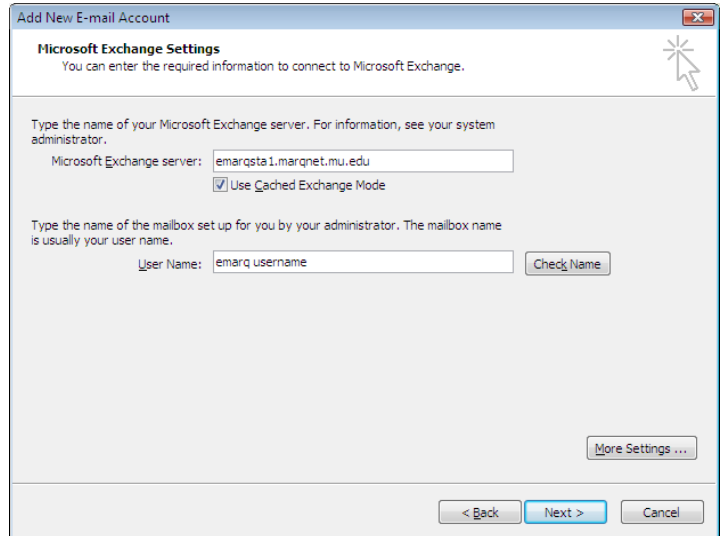 Add New E-mail Account
Microsoft Exchange Settings
You can enter the required information to connect to Microsoft Exchange.
Type the name of your Microsoft Exchange server. For information, see your system
administrator.
Microsoft Exchange server: emarqsta1.marqnet.mu.edu
Use Cached Exchange Mode
Type the name of the mailbox set up for you by your administrator. The mailbox name
is usually your user name.
User Name: emarq username Check Name
More Settings ...
< Back Next > Cancel